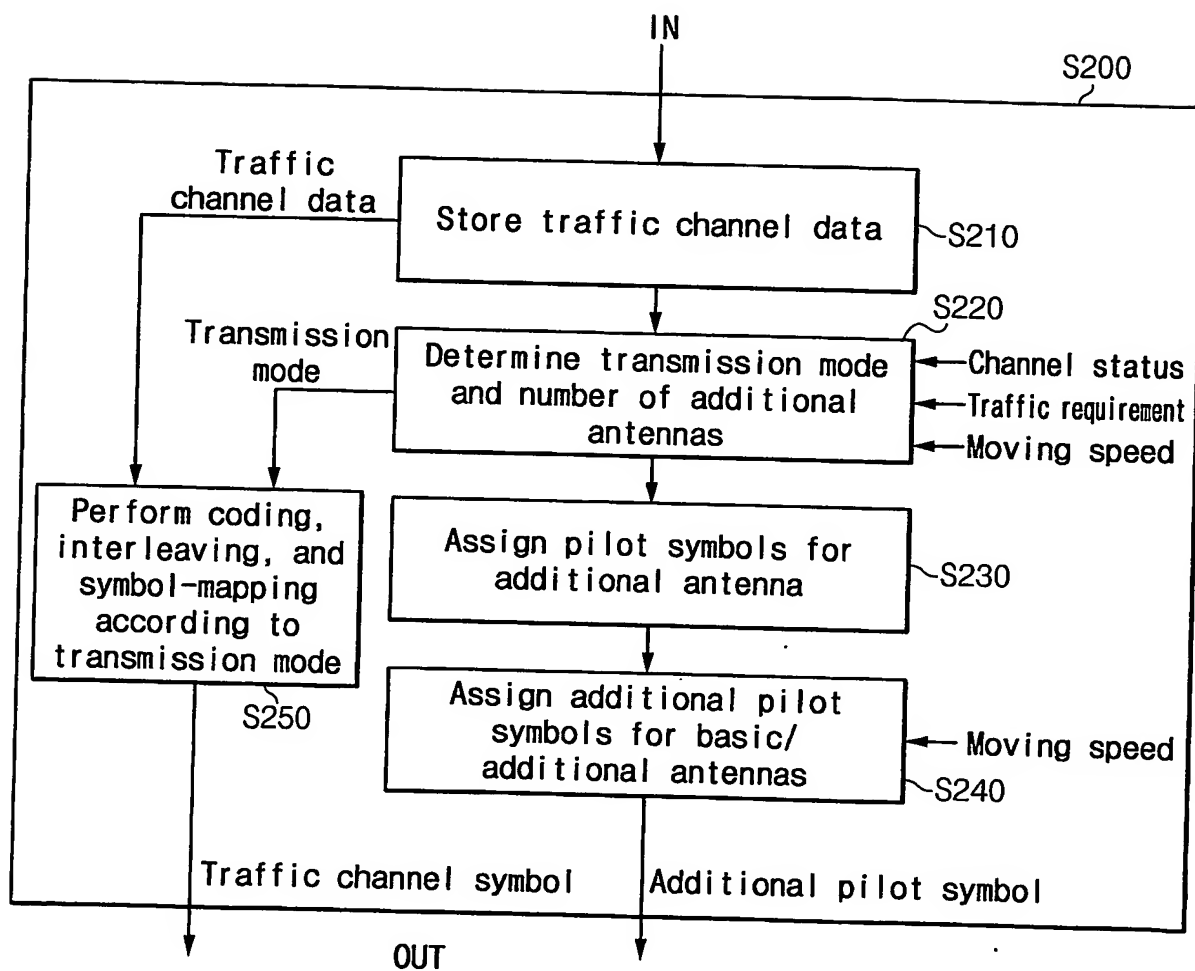 IN
S200
Traffic
channel data
Store traffic channel data
S210
S220
Transmission
mode
Determine transmission mode
and number of additional
antennas
Channel status
Traffic requirement
Moving speed
Perform coding,
interleaving, and
symbol-mapping
according to
transmission mode
S250
Assign pilot symbols for
additional antenna
S230
Assign additional pilot
symbols for basic/
additional antennas
Moving speed
S240
Traffic channel symbol
Additional pilot symbol
OUT